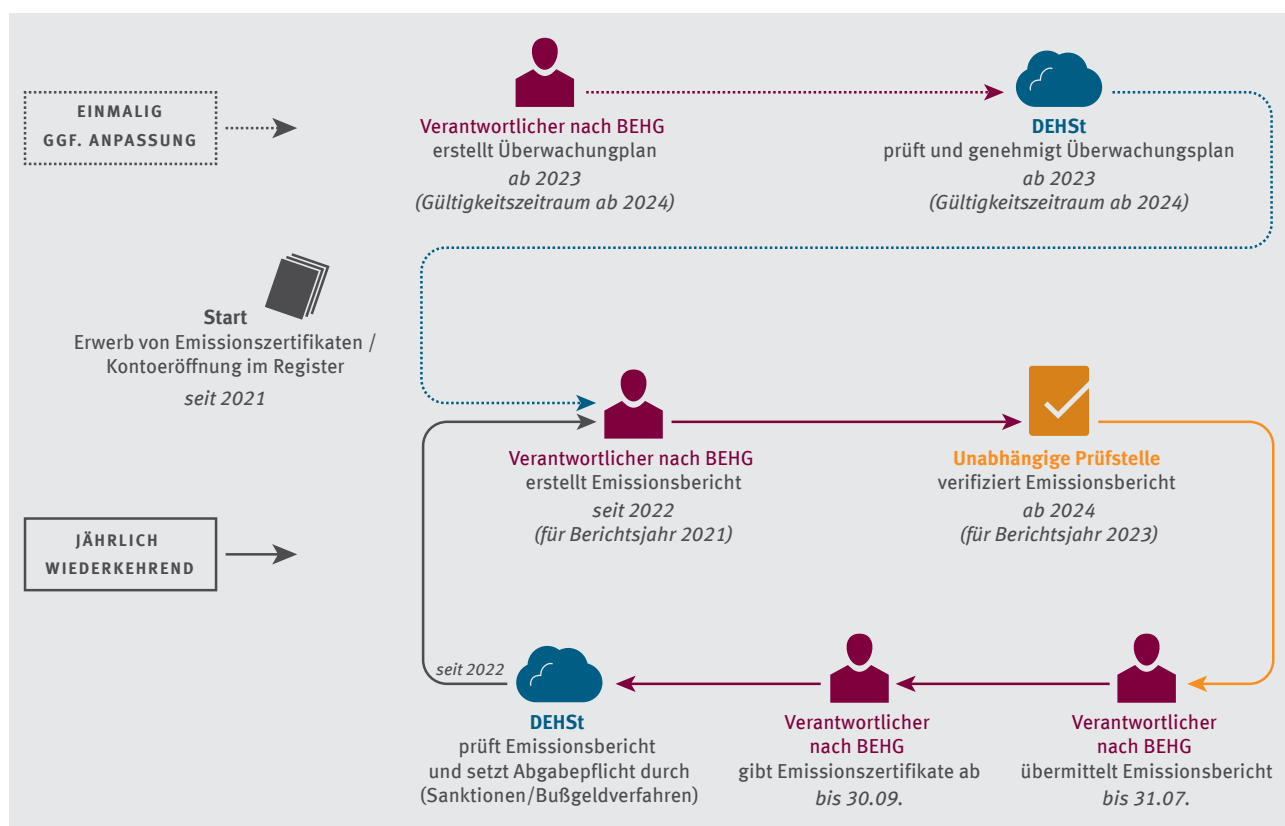 EINMALIG
GGF. ANPASSUNG
Verantwortlicher nach BEHG
erstellt Überwachungplan
ab 2023
(Gültigkeitszeitraum ab 2024)
DEHSt
prüft und genehmigt Überwachungsplan
ab 2023
(Gültigkeitszeitraum ab 2024)
Start
Erwerb von Emissionszertifikaten /
Kontoeröffnung im Register
seit 2021
Verantwortlicher nach BEHG
erstellt Emissionsbericht
seit 2022
(für Berichtsjahr 2021)
Unabhängige Prüfstelle
verifiziert Emissionsbericht
ab 2024
(für Berichtsjahr 2023)
JÄHRLICH
WIEDERKEHREND
seit 2022
DEHSt
prüft Emissionsbericht
und setzt Abgabepflicht durch
(Sanktionen/Bußgeldverfahren)
Verantwortlicher
nach BEHG
gibt Emissionszertifikate ab
bis 30.09.
Verantwortlicher
nach BEHG
übermittelt Emissionsbericht
bis 31.07.